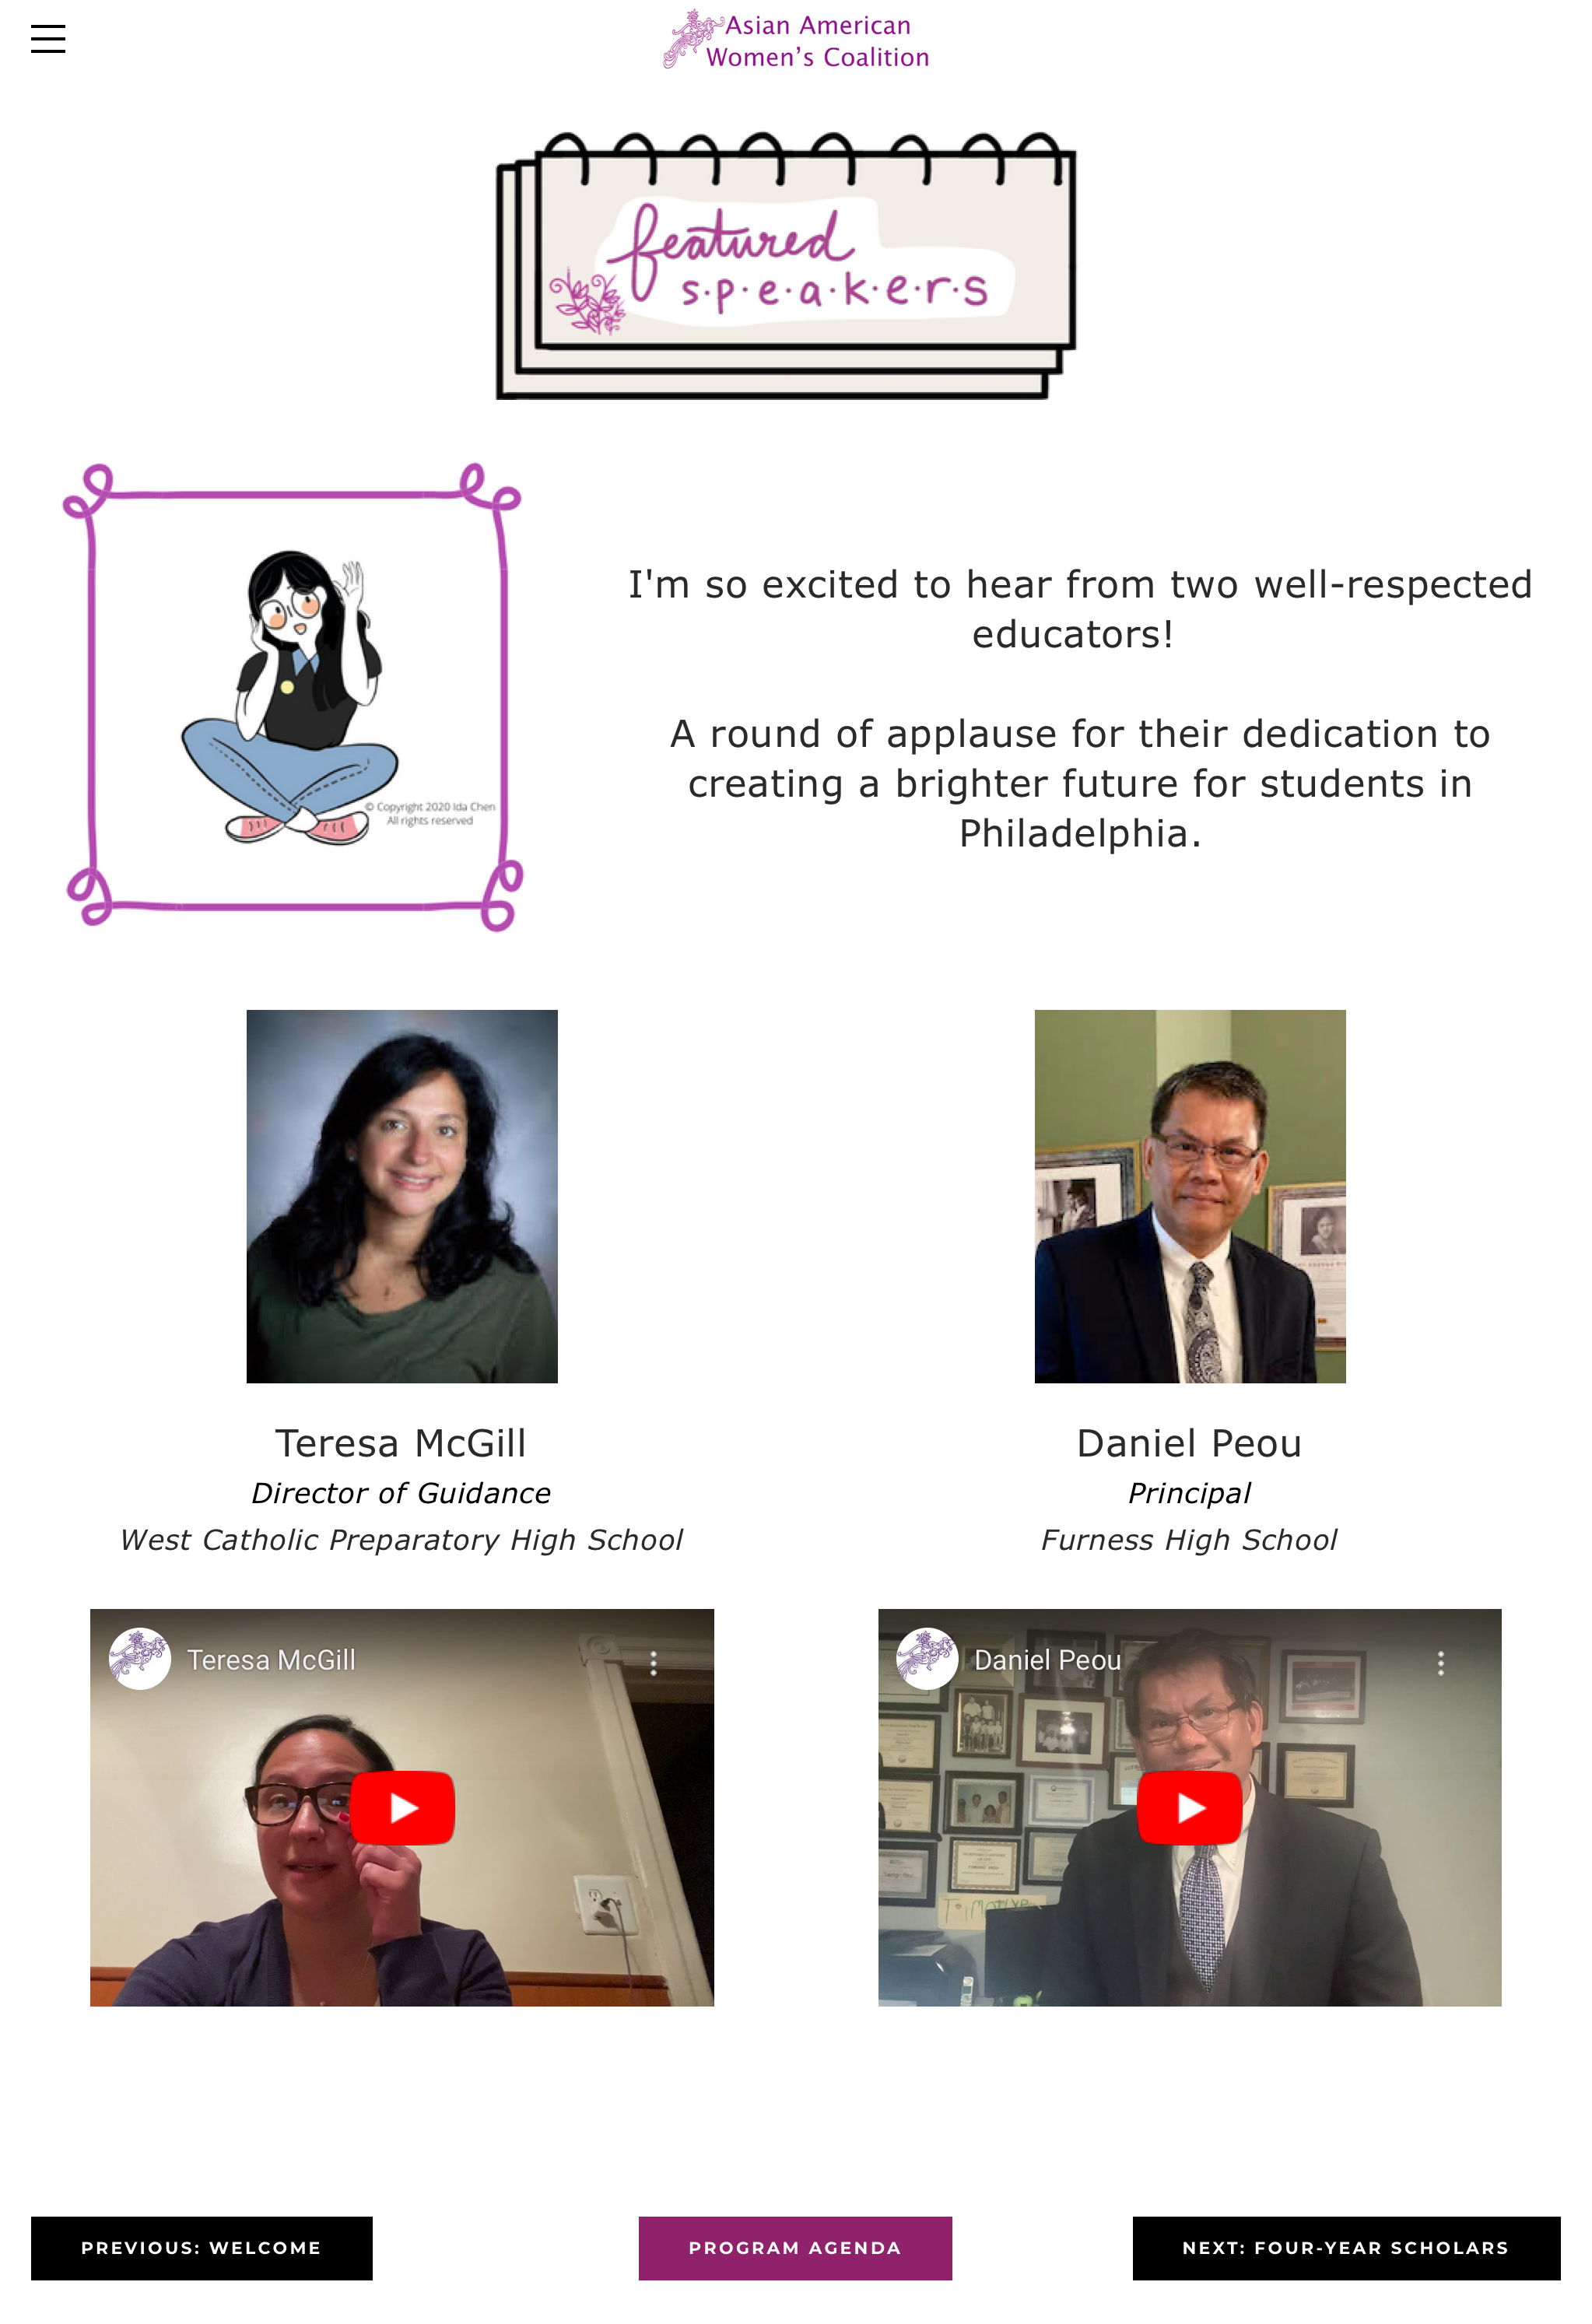 Asian American
Women's Coalition
featured
s·p·e·a·k·e·r·s
© Copyright 2020 Ida Chen
All rights reserved
I'm so excited to hear from two well-respected
educators!
A round of applause for their dedication to
creating a brighter future for students in
Philadelphia.
Teresa McGill
Director of Guidance
West Catholic Preparatory High School
Daniel Peou
Principal
Furness High School
Teresa McGill
Daniel Peou
PREVIOUS: WELCOME
PROGRAM AGENDA
NEXT: FOUR-YEAR SCHOLARS